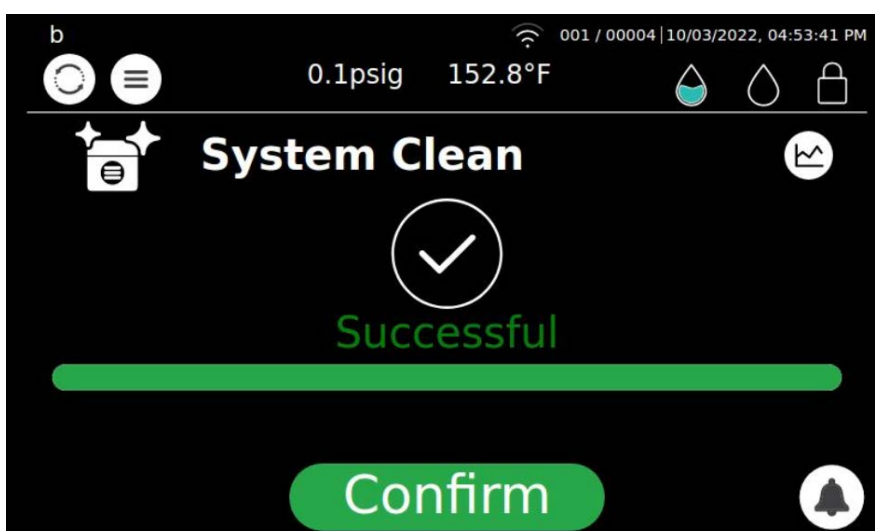 b
001 / 00004|10/03/2022, 04:53:41 PM
0.1psig 152.8°F
System Clean
Successful
Confirm